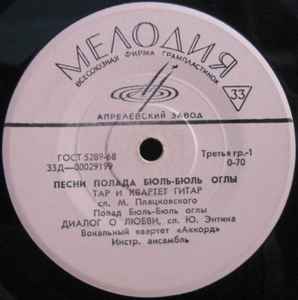 МЕЛОДИЯ
ВСЕСОЮЗНАЯ ФИРМА ГРАМПЛАСТИНОК
33
АПРЕЛЕВСКИЙ ЗАВОД
ГОСТ 5289-68
Третья гр.-1
33Д—00029199
0-70
ПЕСНИ ПОЛАДА БЮЛЬ-БЮЛЬ ОГЛЫ
ТАР И КВАРТЕТ ГИТАР
сл. М. Пляцковского
Полад Бюль-Бюль оглы
ДИАЛОГ О ЛЮБВИ, сл. Ю. Энтина
Вокальный квартет «Аккорд»
Инстр. ансамбль